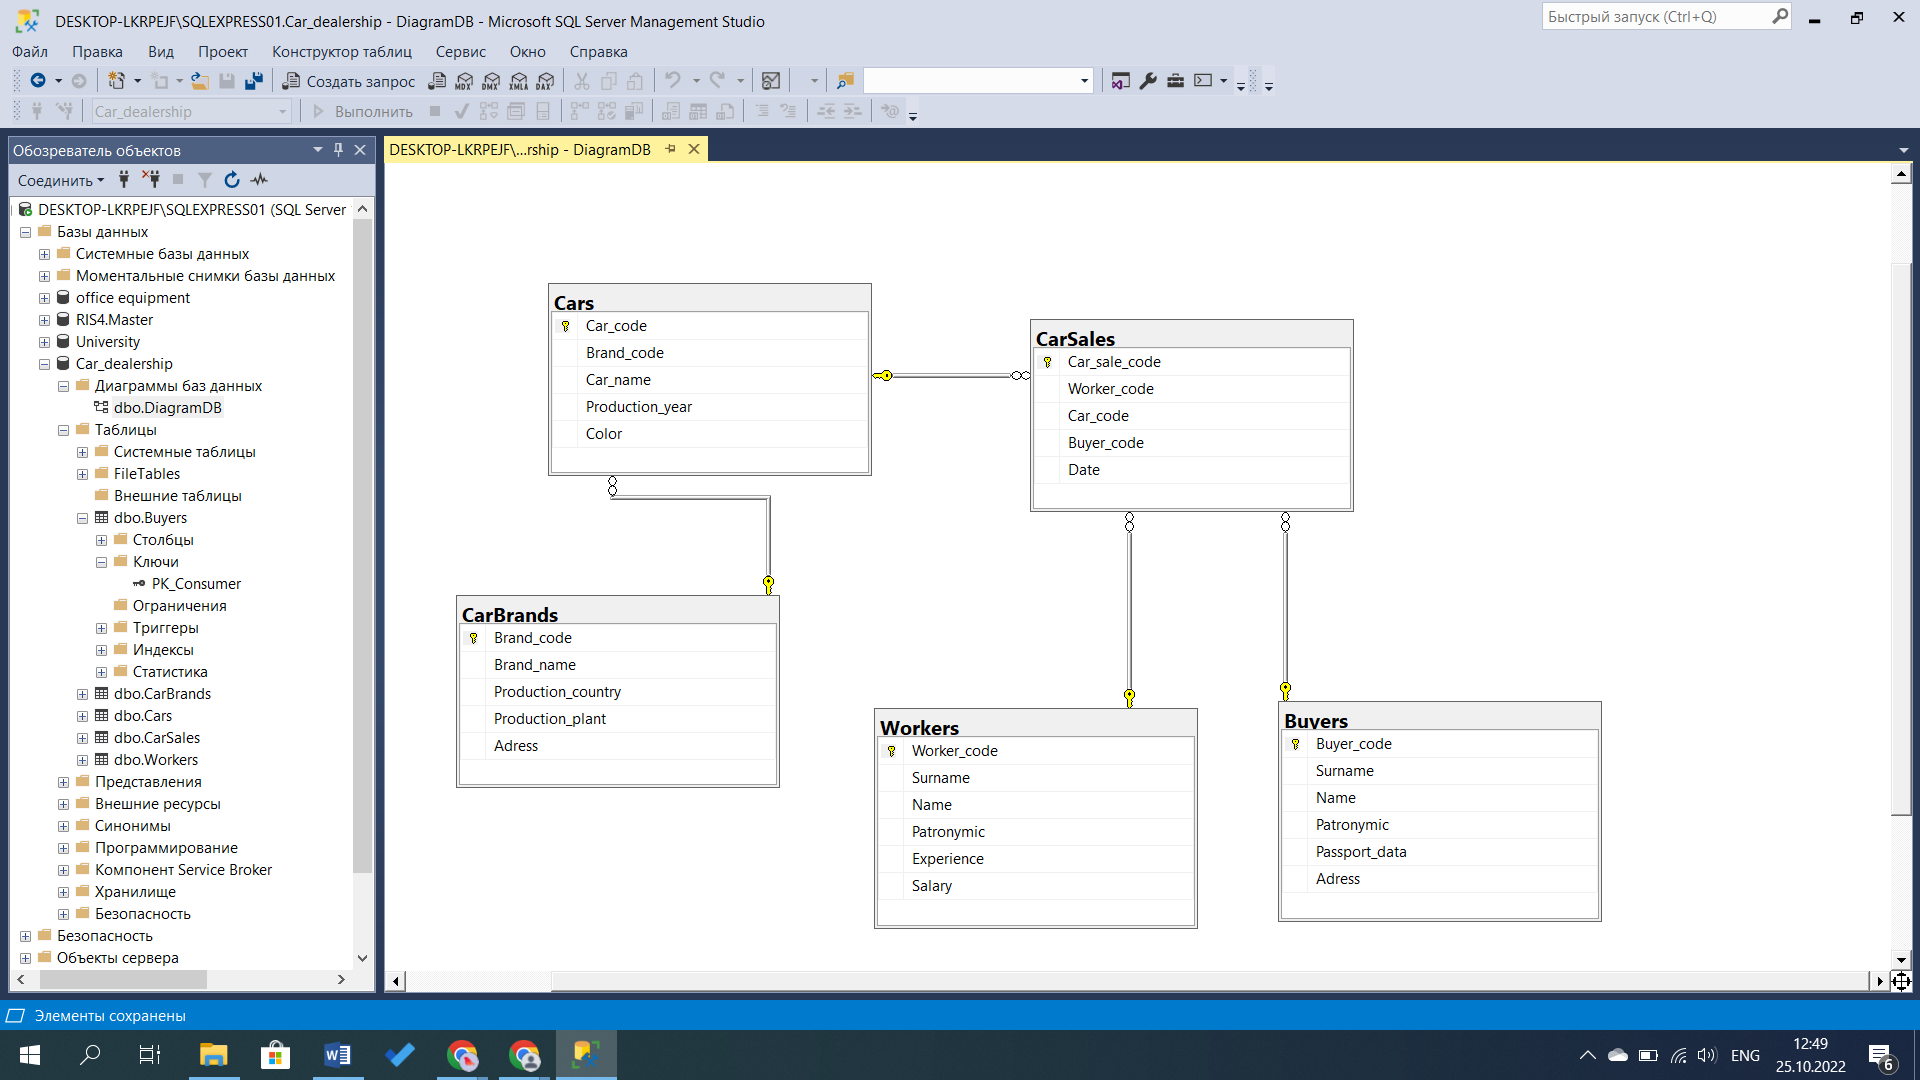 DESKTOP-LKRPEJF\SQLEXPRESS01.Car_dealership - DiagramDB - Microsoft SQL Server Management Studio
Быстрый запуск (Ctrl+Q)
Файл Правка Вид Проект Конструктор таблиц Сервис Окно Справка
Создать запрос MDX DMX XMLA DAX
Car_dealership Выполнить
Обозреватель объектов
Соединить
DESKTOP-LKRPEJF\SQLEXPRESS01 (SQL Server
Базы данных
Системные базы данных
Моментальные снимки базы данных
office equipment
RIS4.Master
University
Car_dealership
Диаграммы баз данных
dbo.DiagramDB
Таблицы
Системные таблицы
FileTables
Внешние таблицы
dbo.Buyers
Столбцы
Ключи
PK_Consumer
Ограничения
Триггеры
Индексы
Статистика
dbo.CarBrands
dbo.Cars
dbo.CarSales
dbo.Workers
Представления
Внешние ресурсы
Синонимы
Программирование
Компонент Service Broker
Хранилище
Безопасность
Безопасность
Объекты сервера
DESKTOP-LKRPEJF\...rship - DiagramDB
Cars
Car_code
Brand_code
Car_name
Production_year
Color
CarSales
Car_sale_code
Worker_code
Car_code
Buyer_code
Date
CarBrands
Brand_code
Brand_name
Production_country
Production_plant
Adress
Workers
Worker_code
Surname
Name
Patronymic
Experience
Salary
Buyers
Buyer_code
Surname
Name
Patronymic
Passport_data
Adress
Элементы сохранены
ENG
12:49
25.10.2022
6